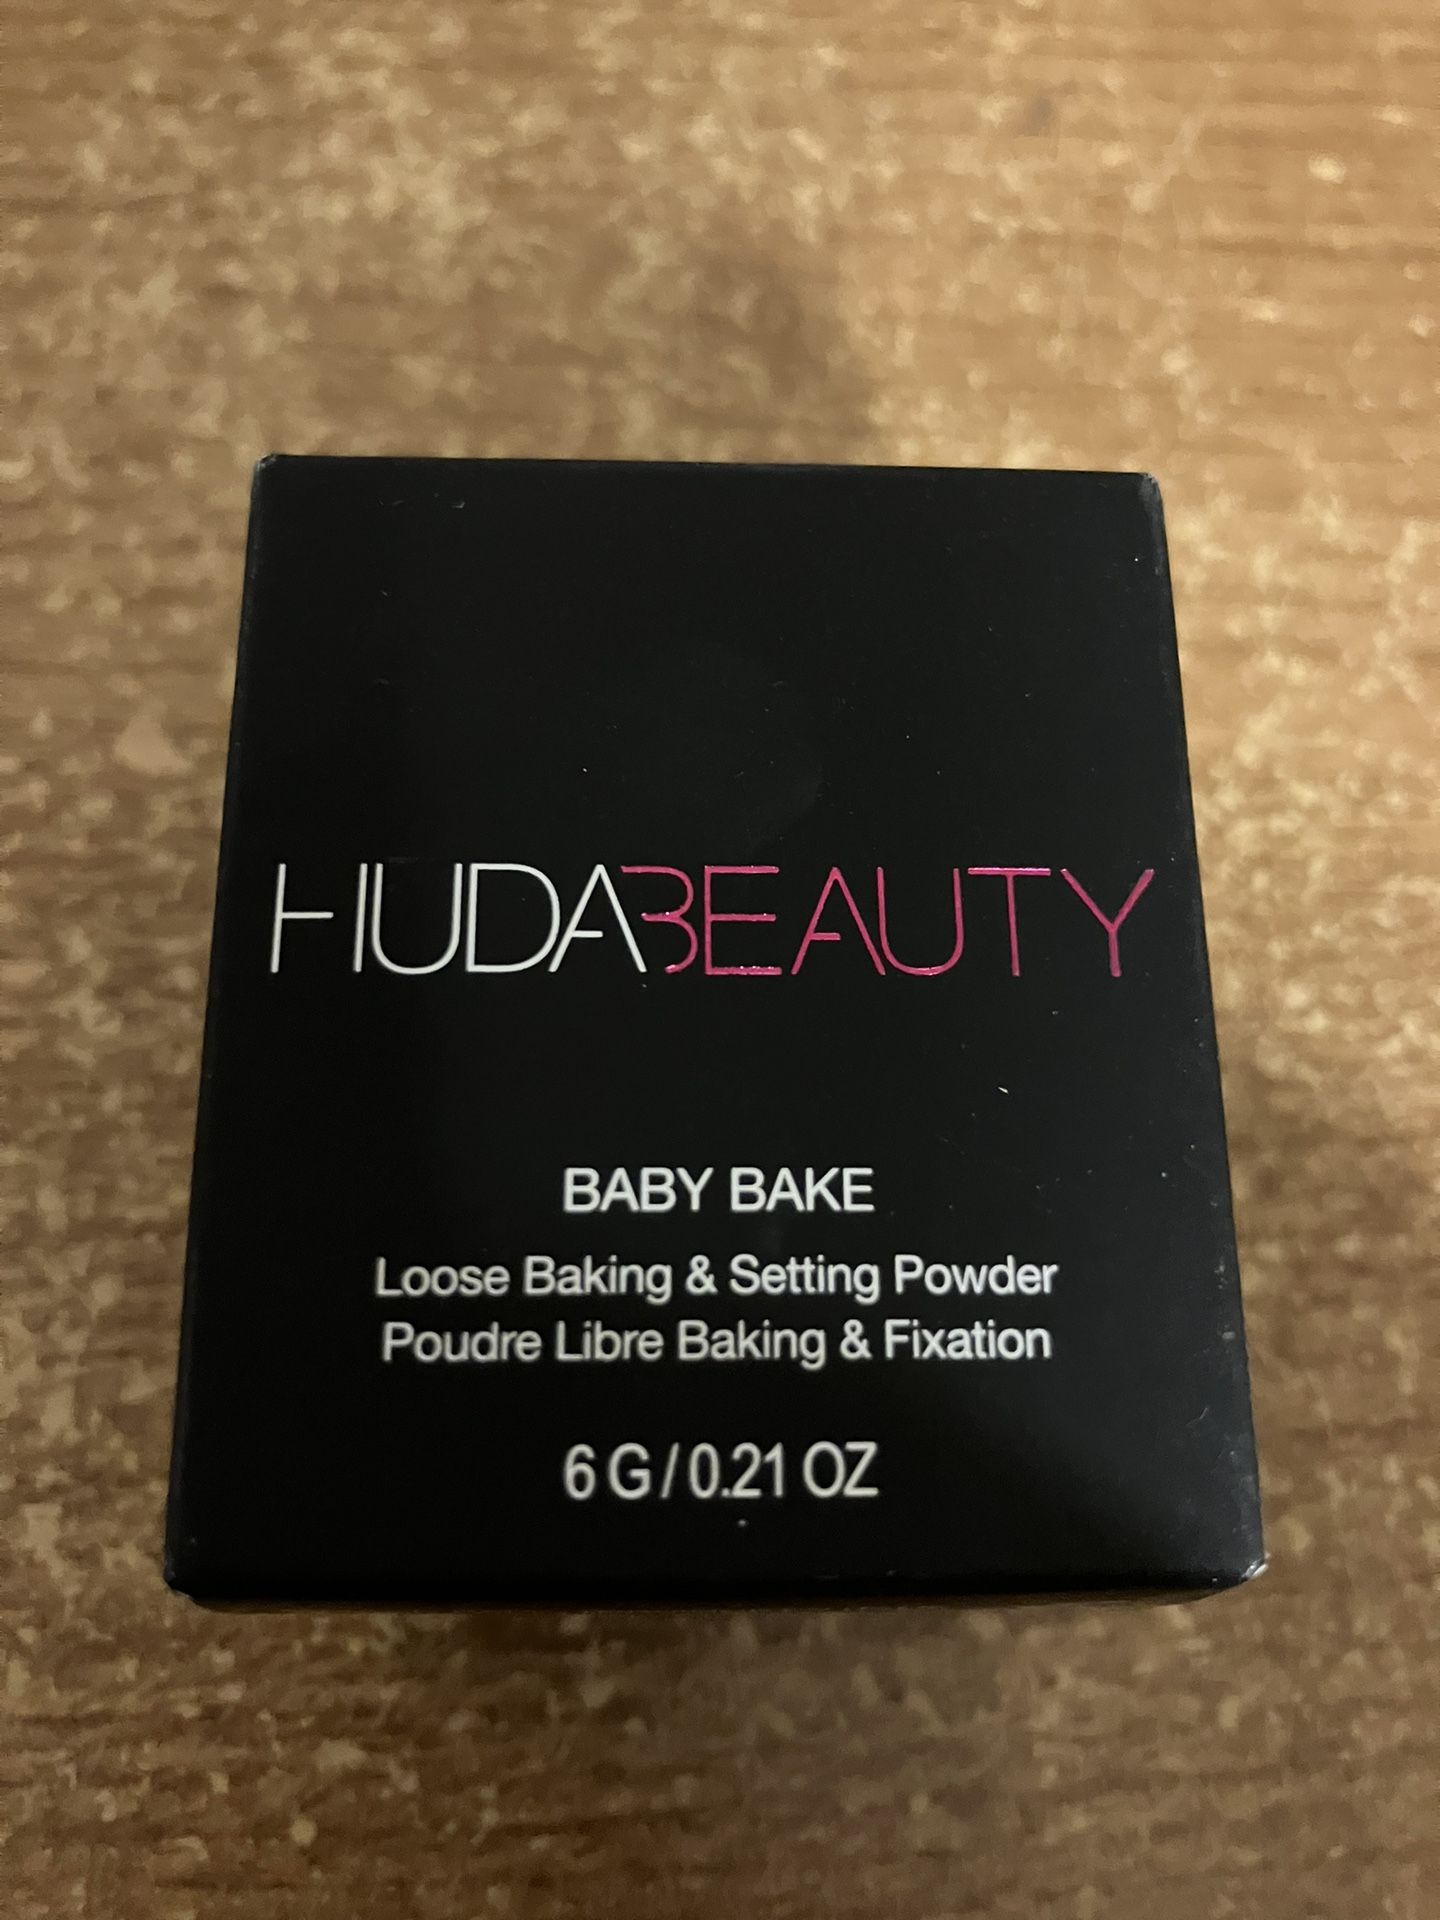 HUDABEAUTY
BABY BAKE
Loose Baking & Setting Powder
Poudre Libre Baking & Fixation
6 G / 0.21 OZ